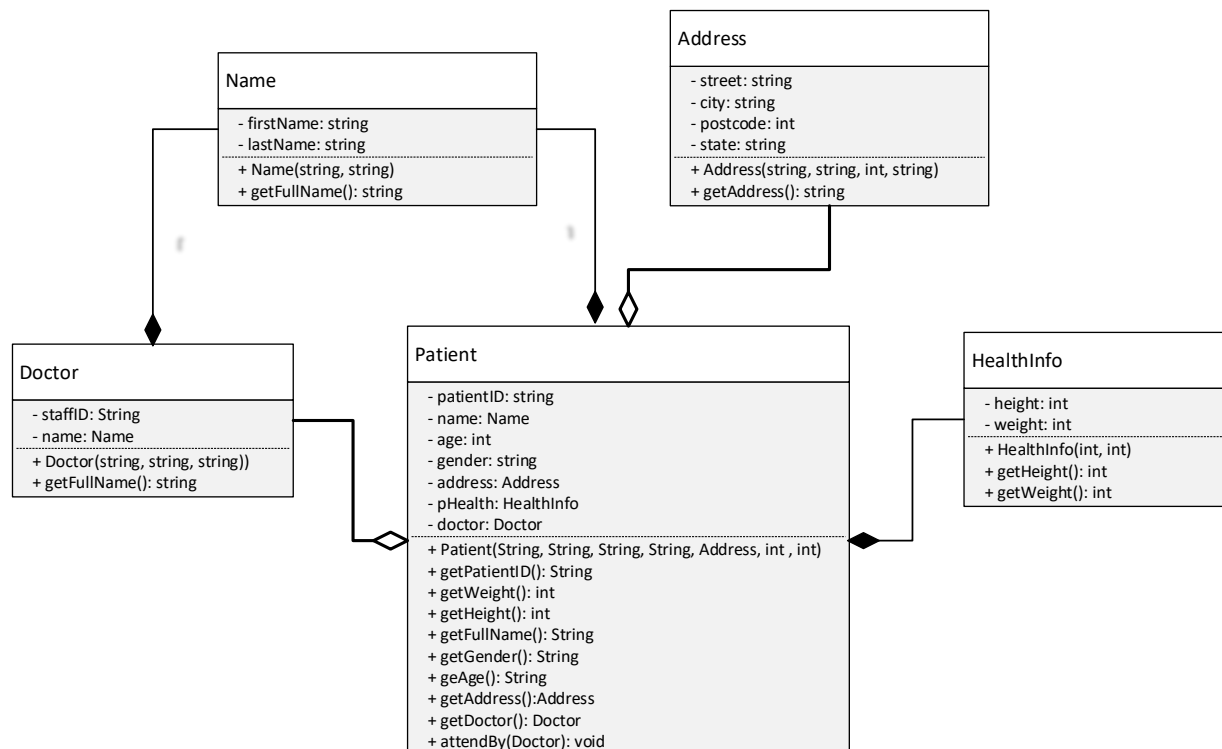 Name
- firstName: string
- lastName: string
+ Name(string, string)
+ getFullName(): string
Address
- street: string
- city: string
- postcode: int
- state: string
+ Address(string, string, int, string)
+ getAddress(): string
Doctor
- staffID: String
- name: Name
+ Doctor(string, string, string))
+ getFullName(): string
Patient
- patientID: string
- name: Name
- age: int
- gender: string
- address: Address
- pHealth: HealthInfo
- doctor: Doctor
+ Patient(String, String, String, String, Address, int , int)
+ getPatientID(): String
+ getWeight(): int
+ getHeight(): int
+ getFullName(): String
+ getGender(): String
+ geAge(): String
+ getAddress():Address
+ getDoctor(): Doctor
+ attendBy(Doctor): void
HealthInfo
- height: int
- weight: int
+ HealthInfo(int, int)
+ getHeight(): int
+ getWeight(): int